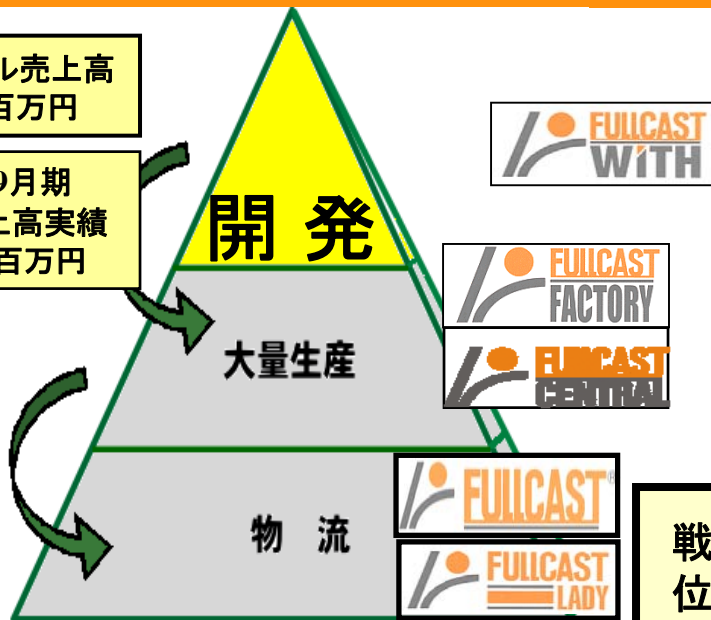 ル売上高
百万円
9月期
上高実績
百万円
開 発
大量生産
物 流
FULLCAST
WiTH
FULLCAST
FACTORY
FULLCAST
CENTRAL
FULLCAST®
FULLCAST
LADY
戦
位